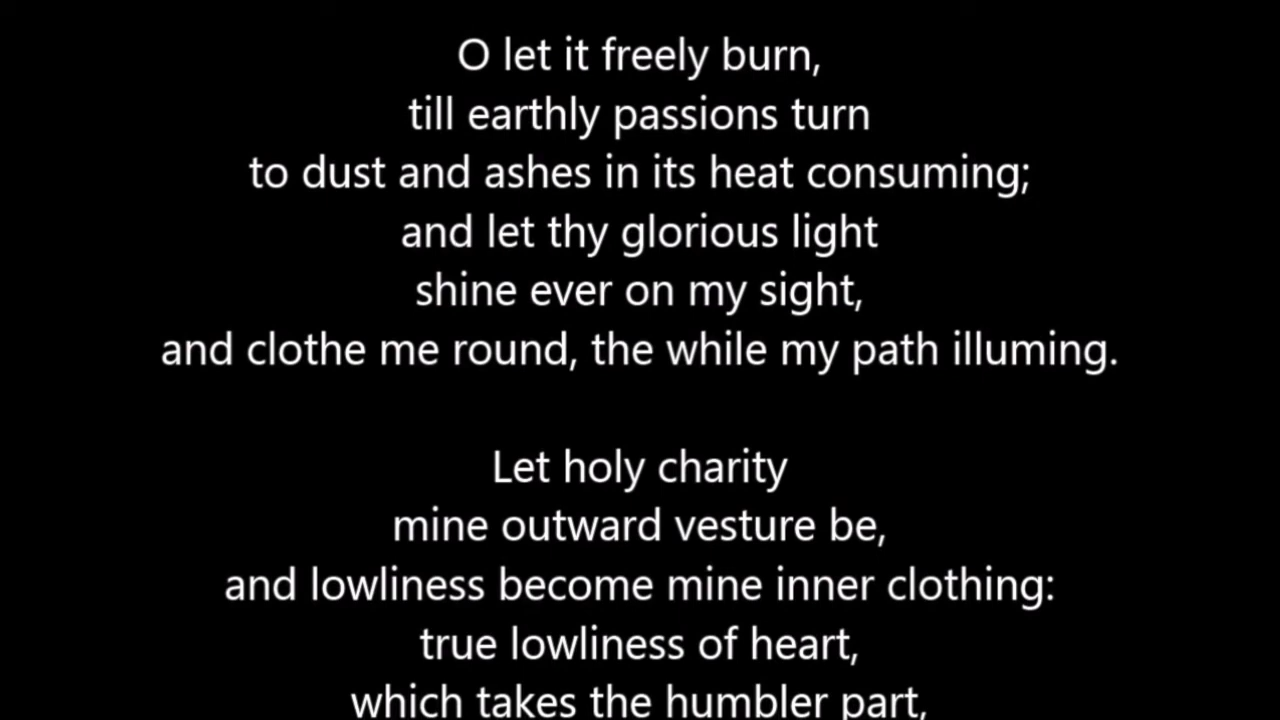 O let it freely burn,
till earthly passions turn
to dust and ashes in its heat consuming;
and let thy glorious light
shine ever on my sight,
and clothe me round, the while my path illuming.
Let holy charity
mine outward vesture be,
and lowliness become mine inner clothing:
true lowliness of heart,
which takes the humbler part,